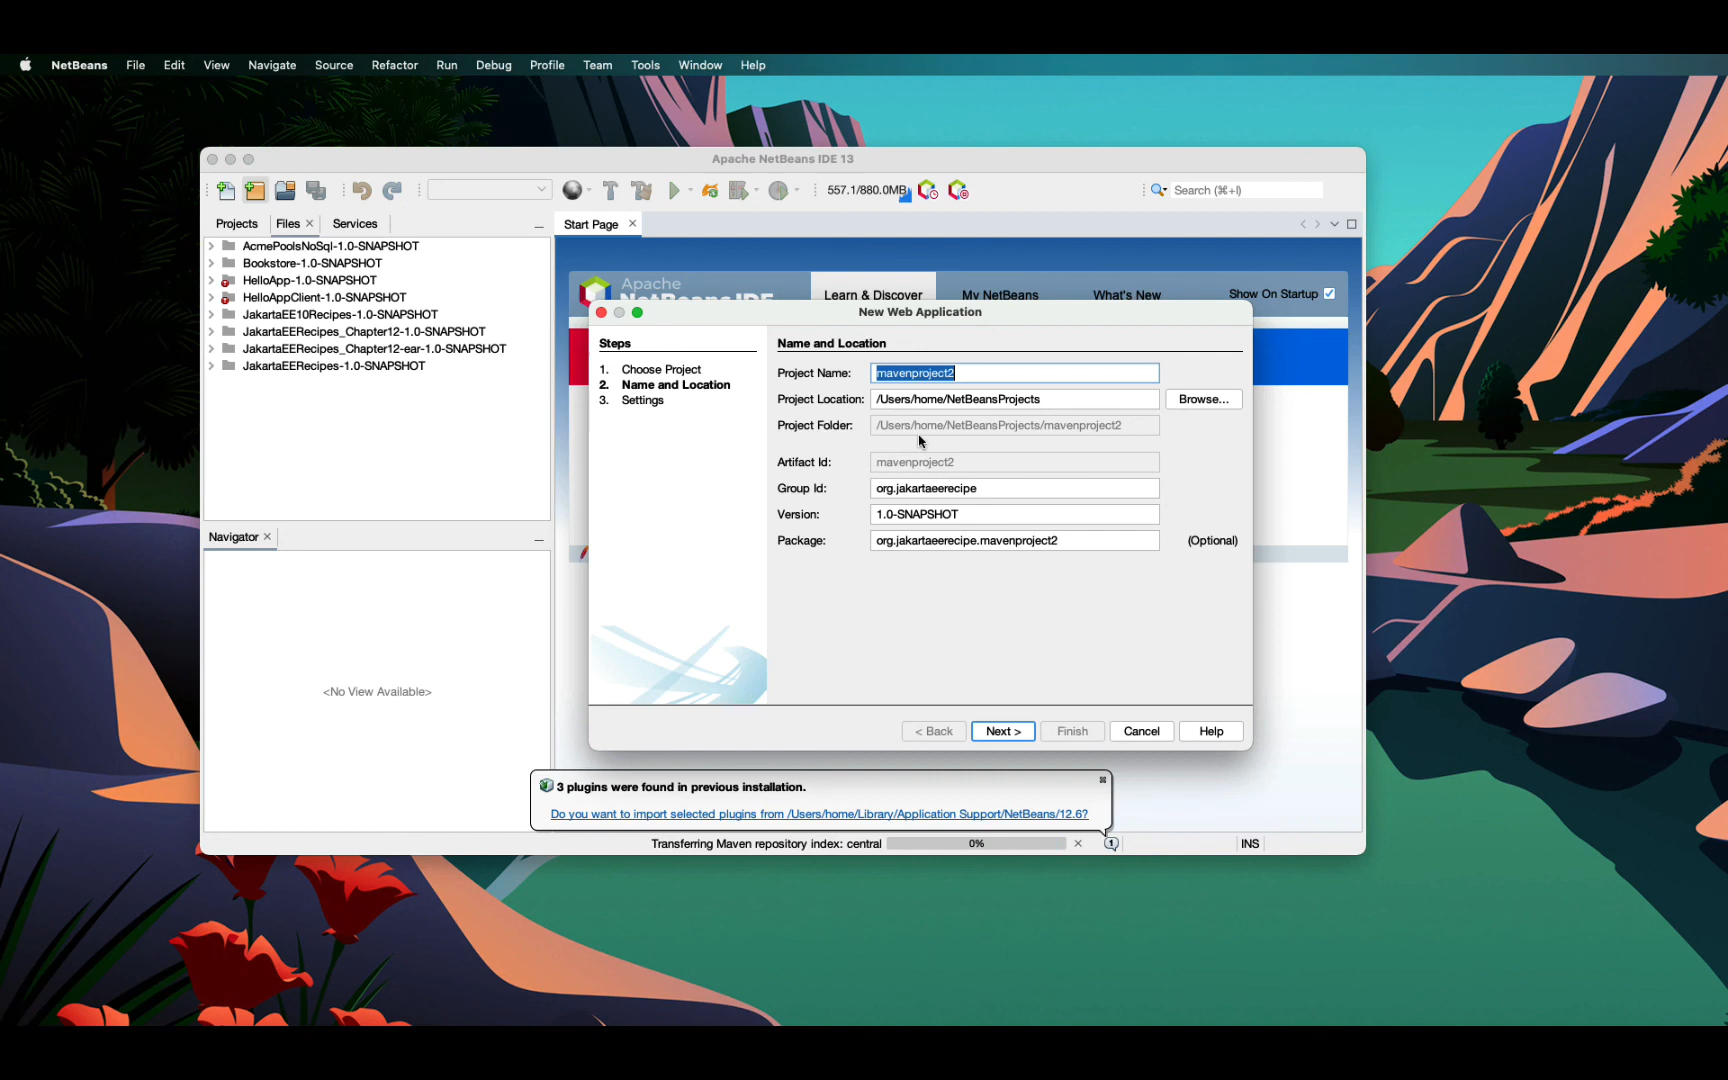 NetBeans File Edit View Navigate Source Refactor Run Debug Profile Team Tools Window Help
Apache NetBeans IDE 13
557.1/880.0MB
Search (⌘+I)
Projects Files Services
Start Page
AcmePoolsNoSql-1.0-SNAPSHOT
Bookstore-1.0-SNAPSHOT
HelloApp-1.0-SNAPSHOT
HelloAppClient-1.0-SNAPSHOT
JakartaEE10Recipes-1.0-SNAPSHOT
JakartaEERecipes_Chapter12-1.0-SNAPSHOT
JakartaEERecipes_Chapter12-ear-1.0-SNAPSHOT
JakartaEERecipes-1.0-SNAPSHOT
Apache
NetBeans IDE
Learn & Discover My NetBeans What's New Show On Startup
New Web Application
Steps
1. Choose Project
2. Name and Location
3. Settings
Name and Location
Project Name: mavenproject2
Project Location: /Users/home/NetBeansProjects Browse...
Project Folder: /Users/home/NetBeansProjects/mavenproject2
Artifact Id: mavenproject2
Group Id: org.jakartaeerecipe
Version: 1.0-SNAPSHOT
Package: org.jakartaeerecipe.mavenproject2 (Optional)
< Back Next > Finish Cancel Help
Navigator
<No View Available>
3 plugins were found in previous installation.
Do you want to import selected plugins from /Users/home/Library/Application Support/NetBeans/12.6?
Transferring Maven repository index: central 0% 1 INS